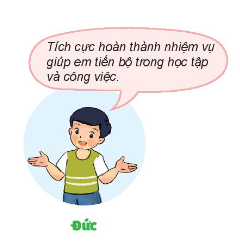 Tích cực hoàn thành nhiệm vụ
giúp em tiến bộ trong học tập
và công việc.
Đức